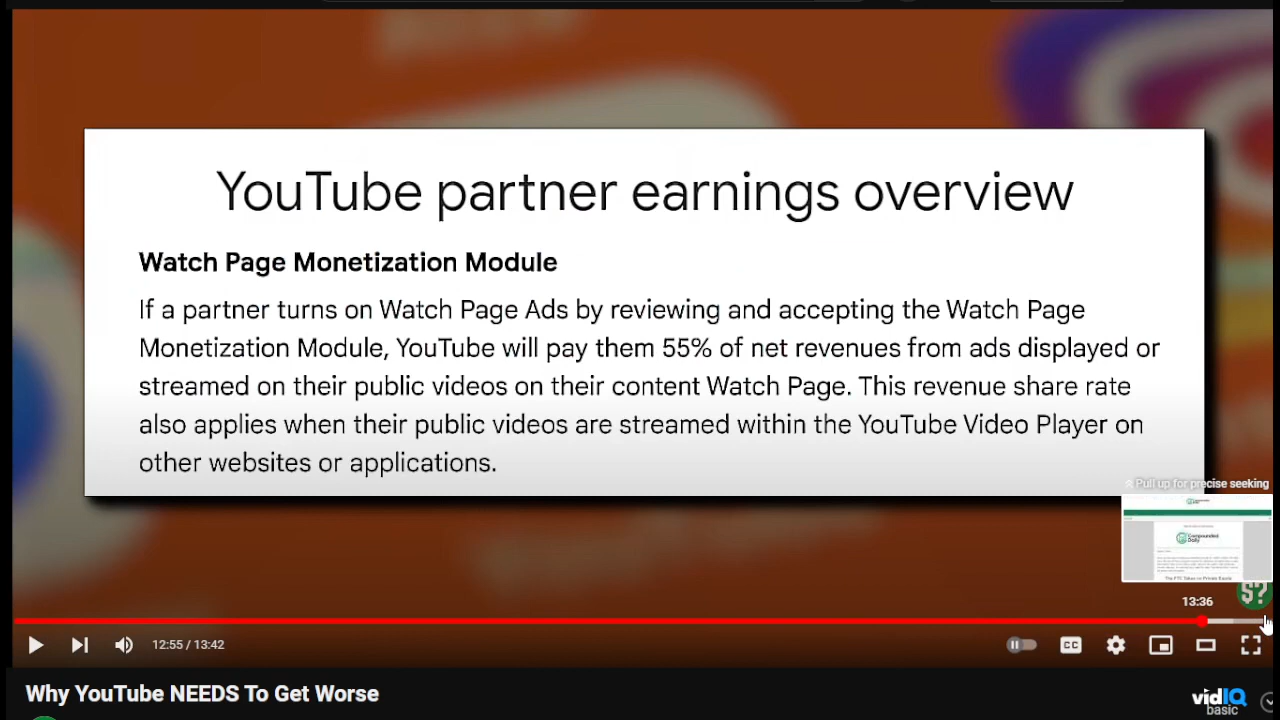 YouTube partner earnings overview
Watch Page Monetization Module
If a partner turns on Watch Page Ads by reviewing and accepting the Watch Page
Monetization Module, YouTube will pay them 55% of net revenues from ads displayed or
streamed on their public videos on their content Watch Page. This revenue share rate
also applies when their public videos are streamed within the YouTube Video Player on
other websites or applications.
Pull up for precise seeking
Compounded
Daily
13:36
$?
12:55 / 13:42
CC
Why YouTube NEEDS To Get Worse
vidIQ
basic